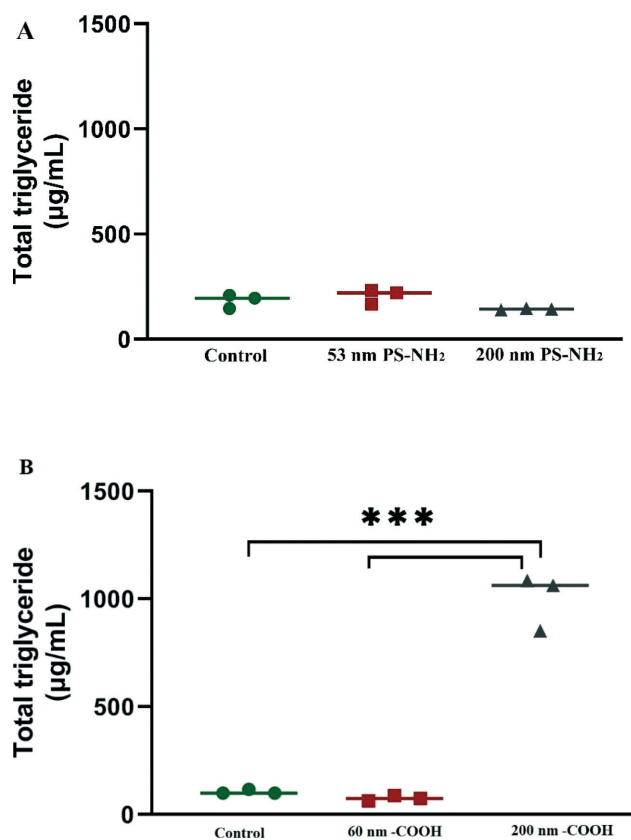 A
Total triglyceride
(µg/mL)
1500
1000
500
0
Control
53 nm PS-NH₂
200 nm PS-NH₂
B
Total triglyceride
(µg/mL)
1500
1000
500
0
***
Control
60 nm -COOH
200 nm -COOH